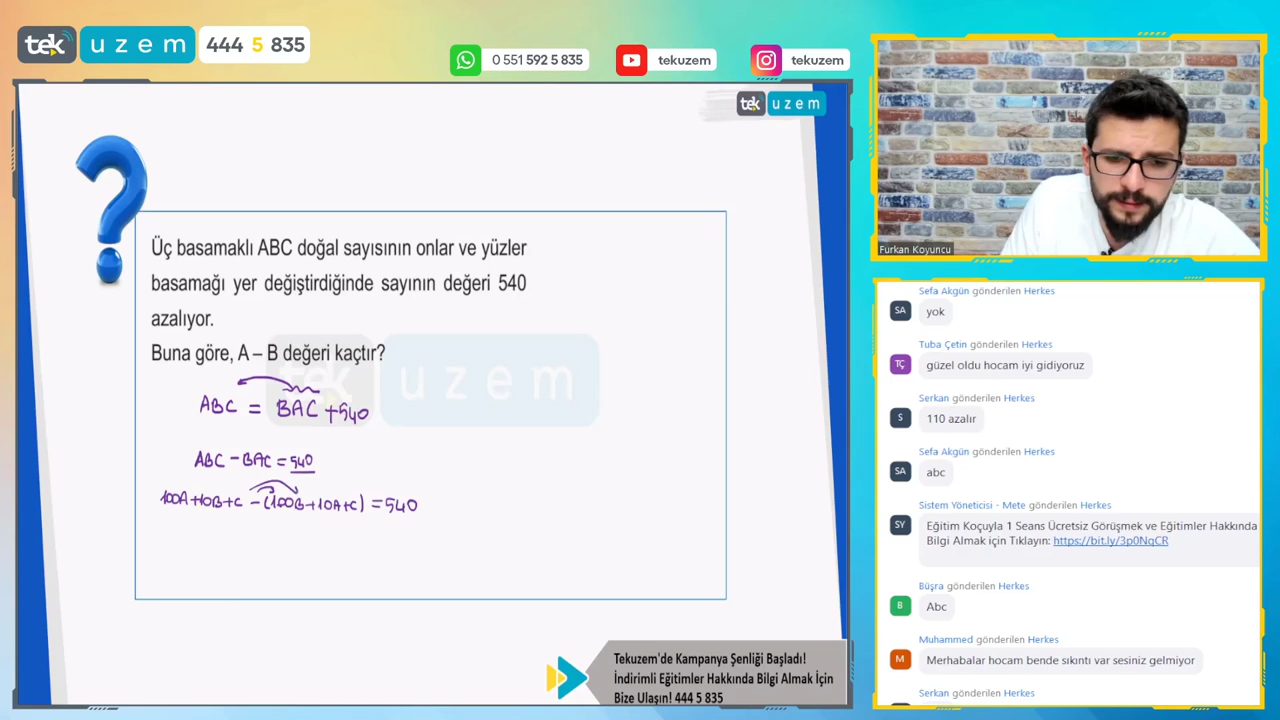 tek uzem 444 5 835
0 551 592 5 835
tekuzem
tekuzem
tek uzem
Üç basamaklı ABC doğal sayısının onlar ve yüzler
basamağı yer değiştirdiğinde sayının değeri 540
azalıyor.
Buna göre, A – B değeri kaçtır?
tek uzem
ABC = BAC + 540
ABC - BAC = 540
100A+10B+C - (100B+10A+C) = 540
Tekuzem'de Kampanya Şenliği Başladı!
İndirimli Eğitimler Hakkında Bilgi Almak İçin
Bize Ulaşın! 444 5 835
Furkan Koyuncu
Sefa Akgün gönderilen Herkes
SA yok
Tuba Çetin gönderilen Herkes
TÇ güzel oldu hocam iyi gidiyoruz
Serkan gönderilen Herkes
S 110 azalır
Sefa Akgün gönderilen Herkes
SA abc
Sistem Yöneticisi - Mete gönderilen Herkes
SY Eğitim Koçuyla 1 Seans Ücretsiz Görüşmek ve Eğitimler Hakkında
Bilgi Almak için Tıklayın: https://bit.ly/3p0NqCR
Büşra gönderilen Herkes
B Abc
Muhammed gönderilen Herkes
M Merhabalar hocam bende sıkıntı var sesiniz gelmiyor
Serkan gönderilen Herkes